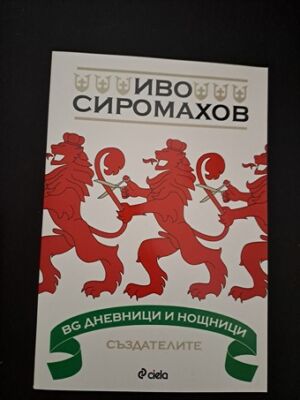 ИВО
СИРОМАХОВ
BG ДНЕВНИЦИ И НОЩНИЦИ
СЪЗДАТЕЛИТЕ
ciela